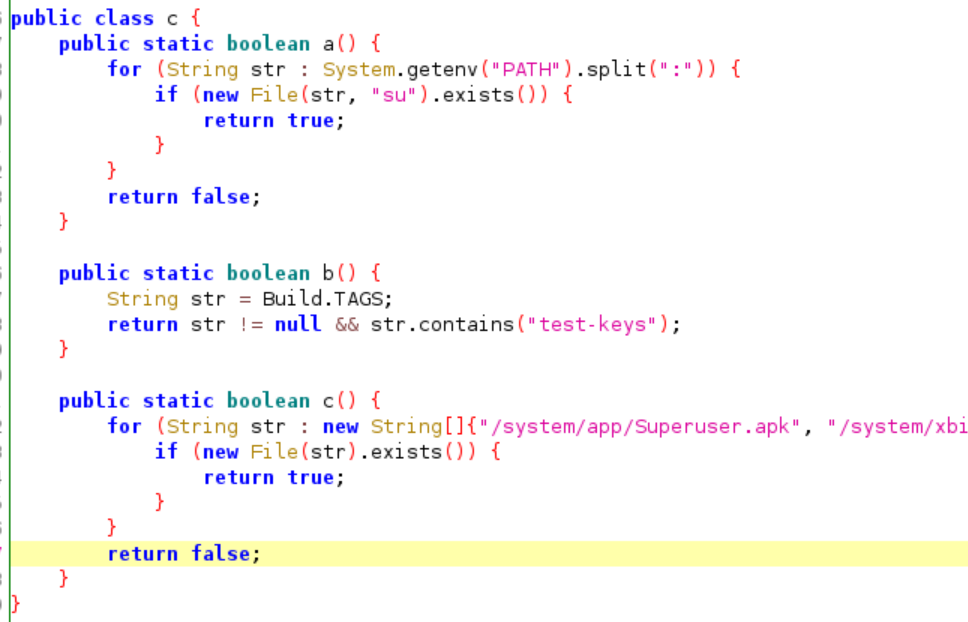 public class c {
    public static boolean a() {
        for (String str : System.getenv("PATH").split(":")) {
            if (new File(str, "su").exists()) {
                return true;
            }
        }
        return false;
    }

    public static boolean b() {
        String str = Build.TAGS;
        return str != null && str.contains("test-keys");
    }

    public static boolean c() {
        for (String str : new String[]{"/system/app/Superuser.apk", "/system/xbi
            if (new File(str).exists()) {
                return true;
            }
        }
        return false;
    }
}